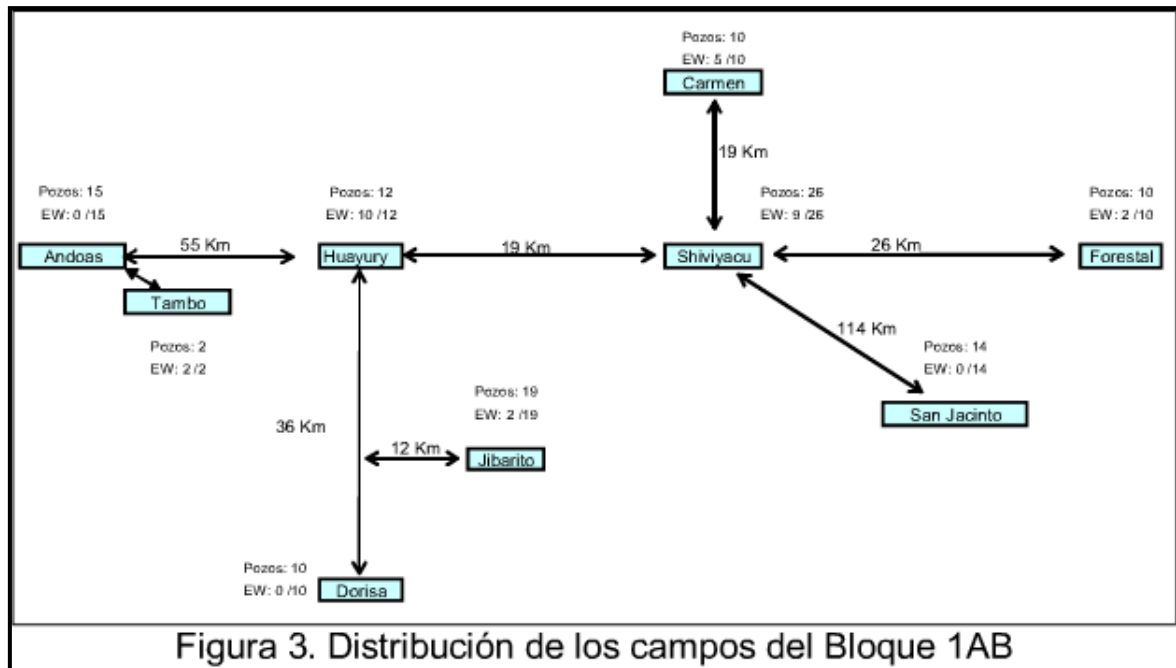 Pozos: 10
EW: 5 /10
Carmen
19 Km
Pozos: 15
EW: 0 /15
Andoas
55 Km
Pozos: 12
EW: 10 /12
Huayury
19 Km
Pozos: 26
EW: 9 /26
Shiviyacu
26 Km
Pozos: 10
EW: 2 /10
Forestal
Tambo
Pozos: 2
EW: 2 /2
114 Km
Pozos: 14
EW: 0 /14
San Jacinto
36 Km
Pozos: 19
EW: 2 /19
12 Km
Jibarito
Pozos: 10
EW: 0 /10
Dorisa
Figura 3. Distribución de los campos del Bloque 1AB